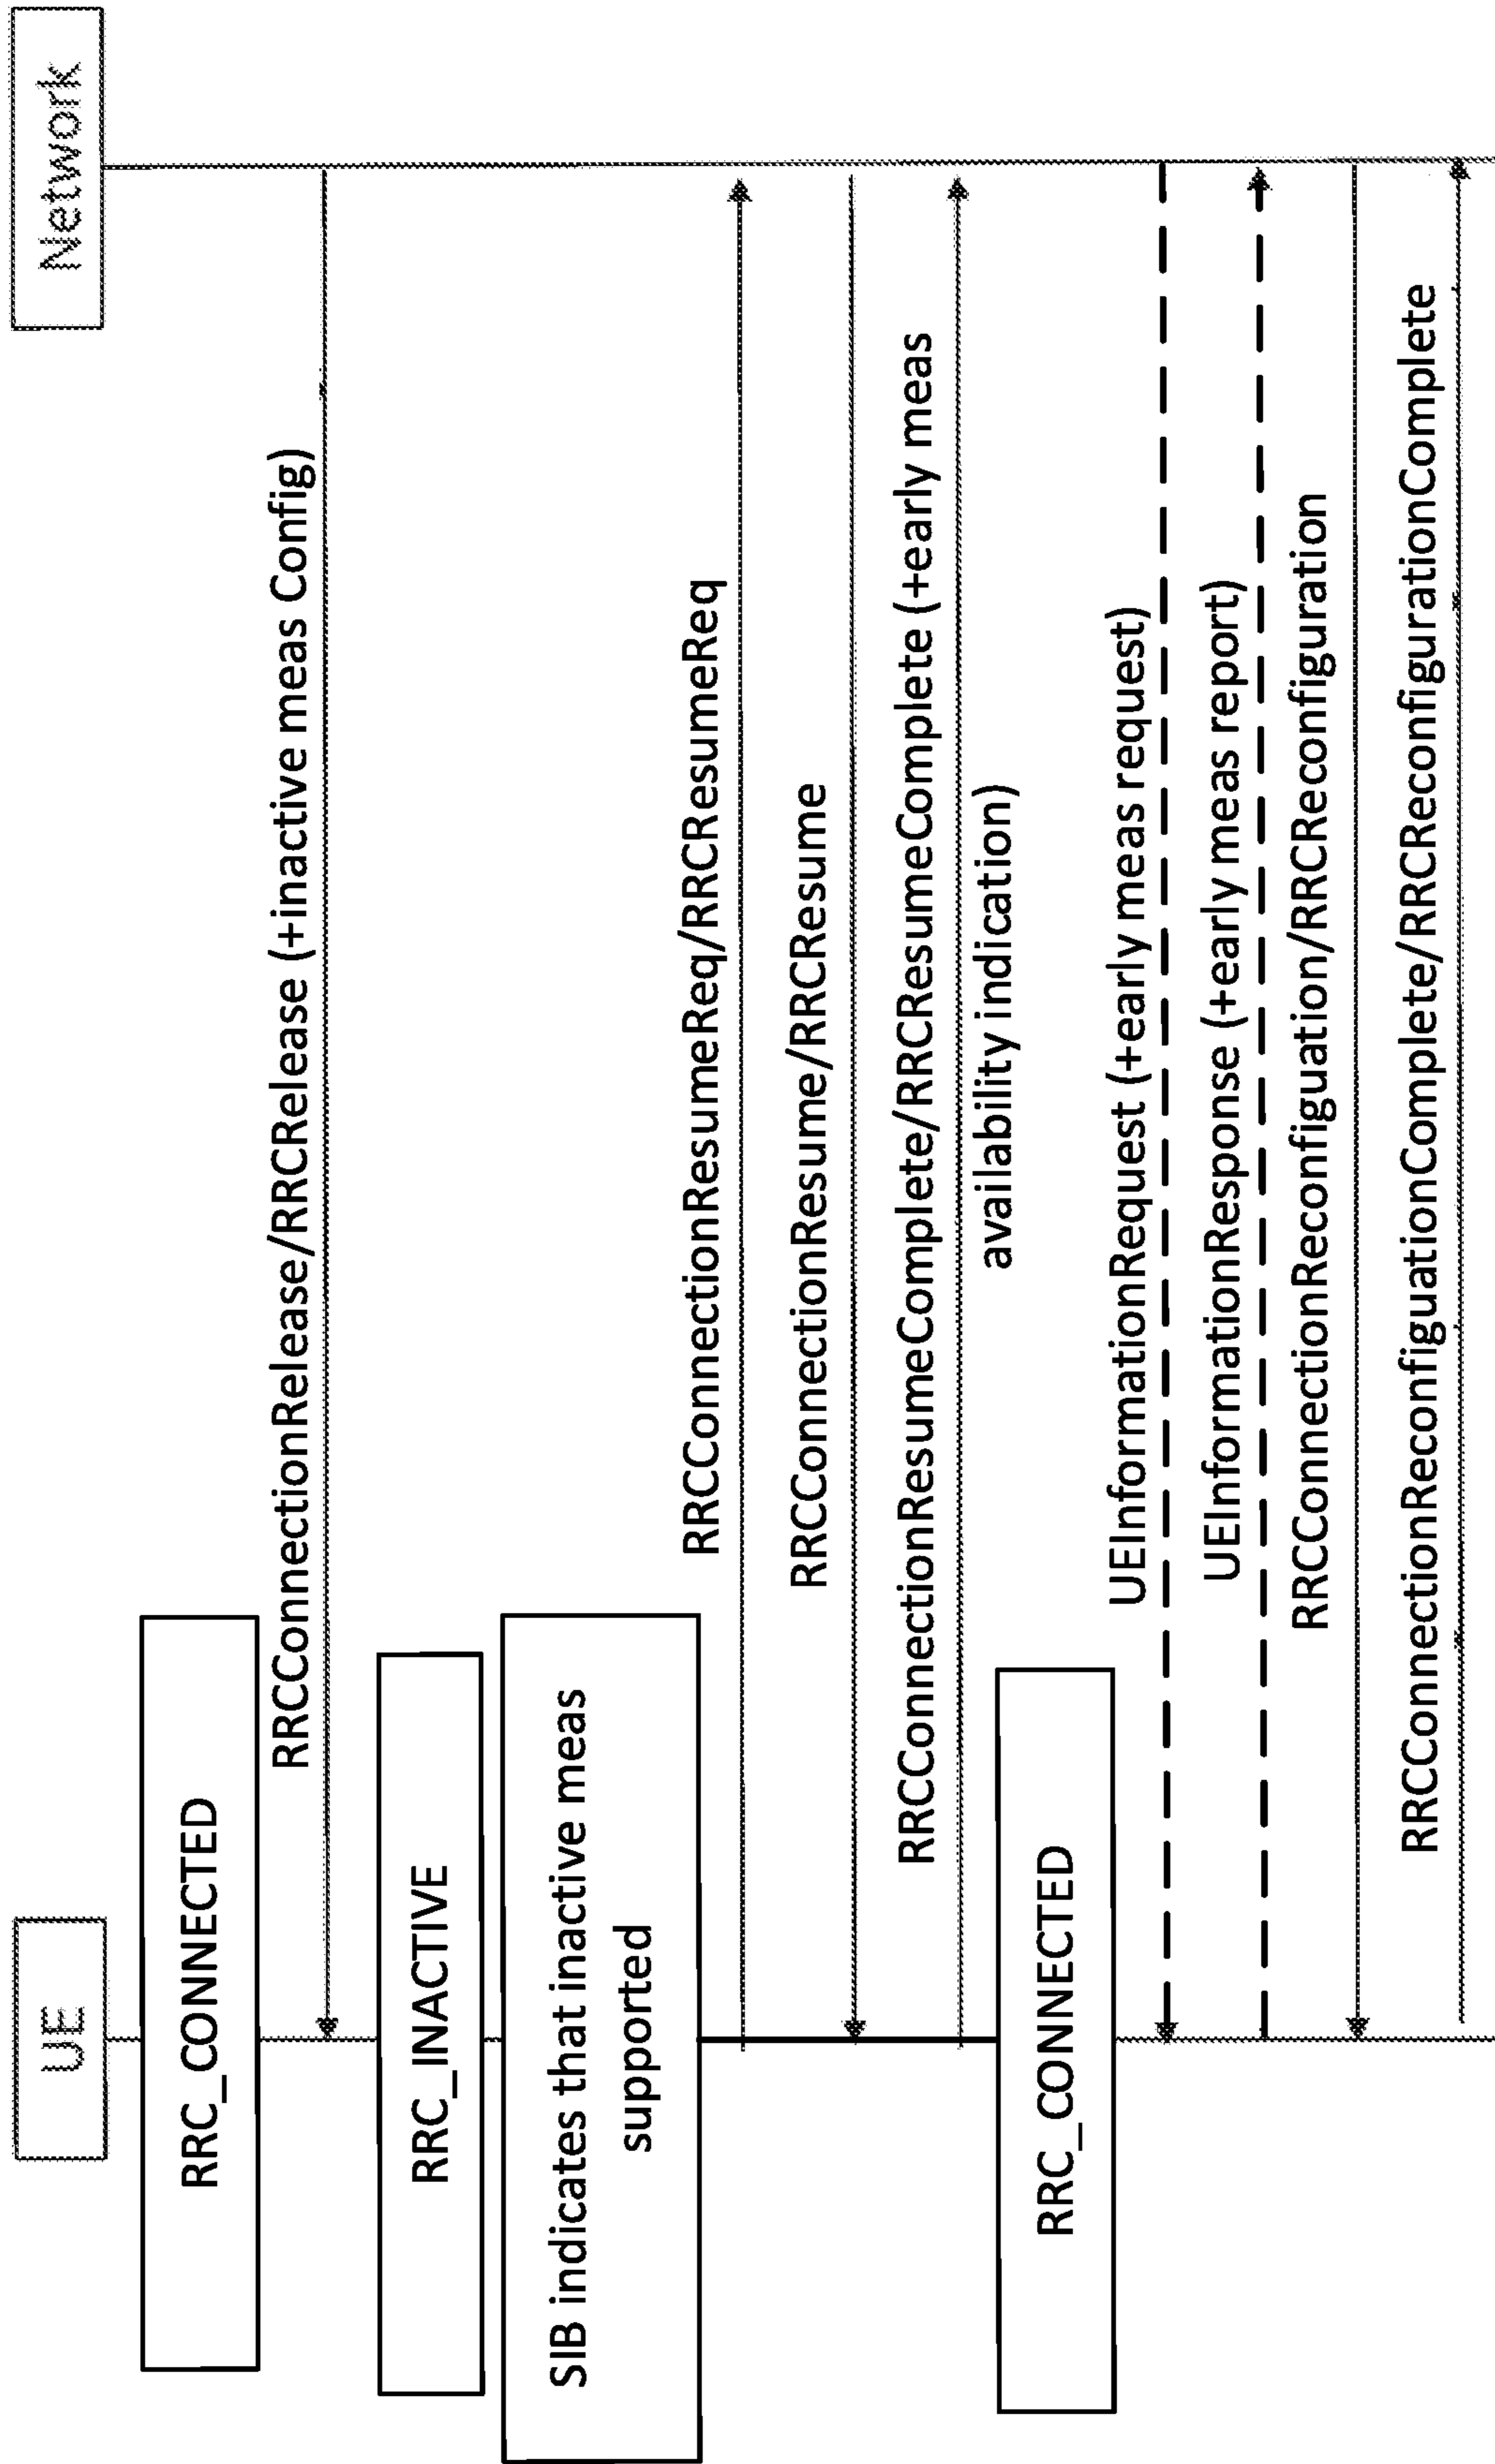 UE
Network
RRC_CONNECTED
RRCConnectionRelease/RRCRelease (+inactive meas Config)
RRC_INACTIVE
SIB indicates that inactive meas
supported
RRCConnectionResumeReq/RRCResumeReq
RRCConnectionResume/RRCResume
RRCConnectionResumeComplete/RRCResumeComplete (+early meas
availability indication)
RRC_CONNECTED
UEInformationRequest (+early meas request)
UEInformationResponse (+early meas report)
RRCConnectionReconfiguation/RRCReconfiguration
RRCConnectionReconfiguationComplete/RRCReconfigurationComplete